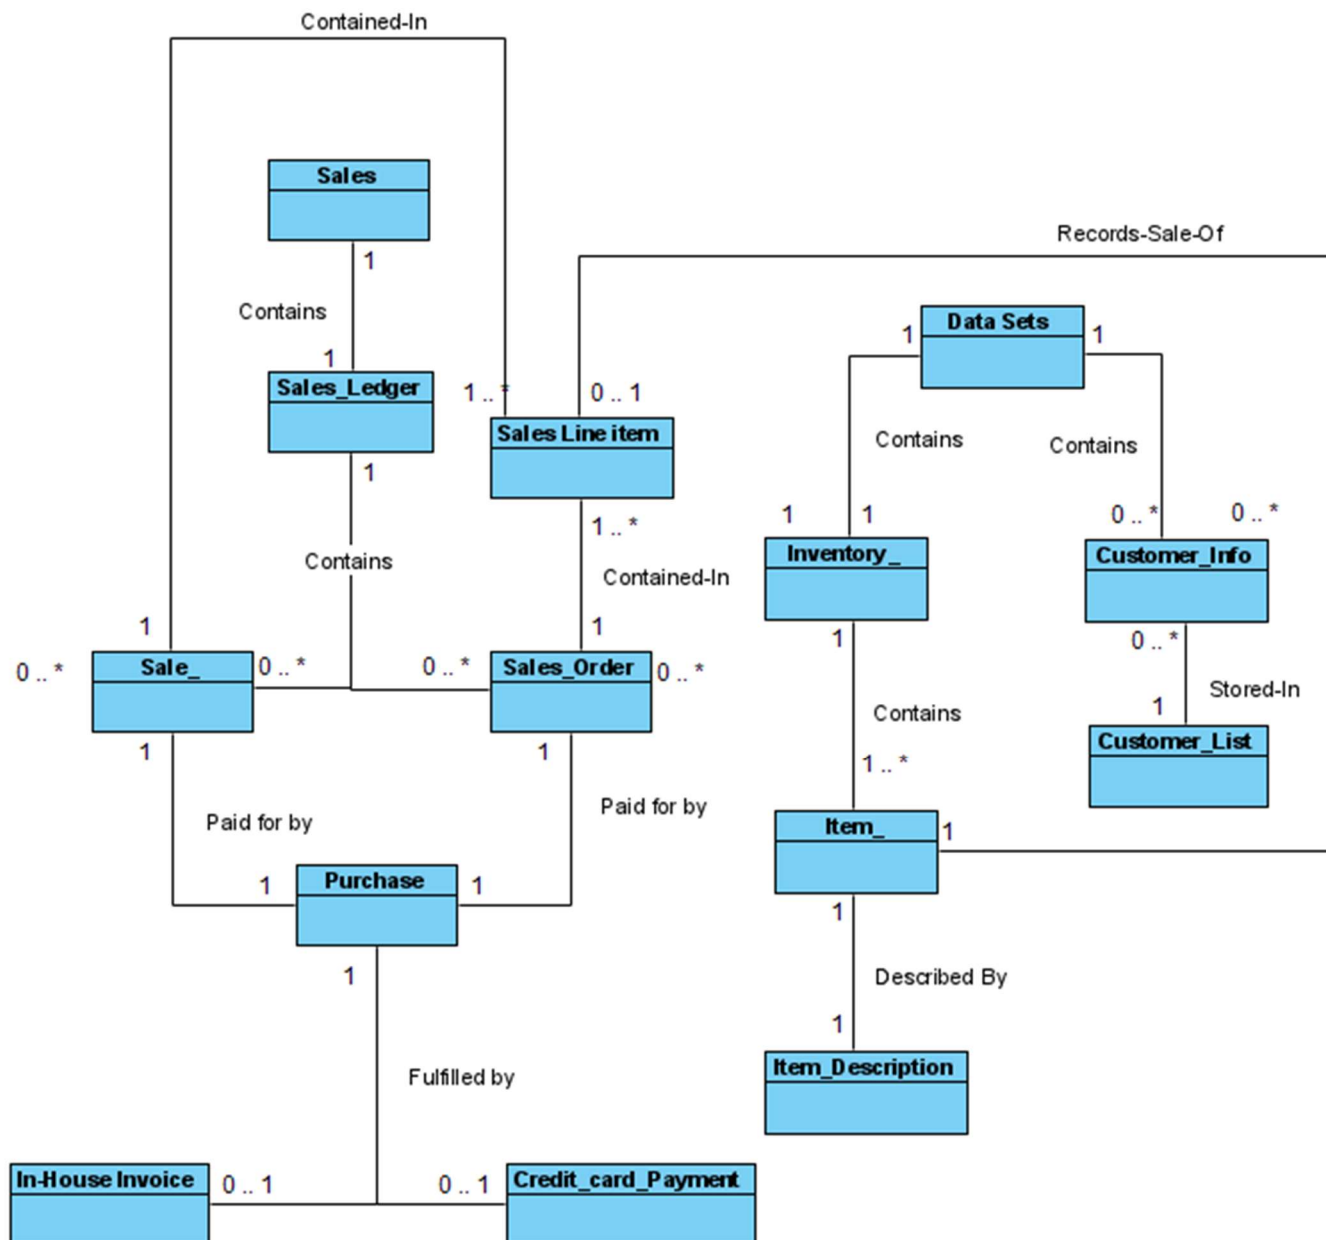 Contained-In
Sales
1
Records-Sale-Of
Contains
Data Sets
1
1
1
Sales_Ledger
1 .. *
0 .. 1
1
Sales Line item
Contains
Contains
1 .. *
1
1
0 .. *
0 .. *
Contains
Inventory_
Customer_Info
Contained-In
1
1
1
0 .. *
0 .. *
Sale_
0 .. *
0 .. *
Sales_Order
0 .. *
Stored-In
1
1
Contains
1
Customer_List
1 .. *
Paid for by
Paid for by
Item_
1
1
Purchase
1
1
1
Described By
1
Fulfilled by
Item_Description
In-House Invoice
0 .. 1
0 .. 1
Credit_card_Payment